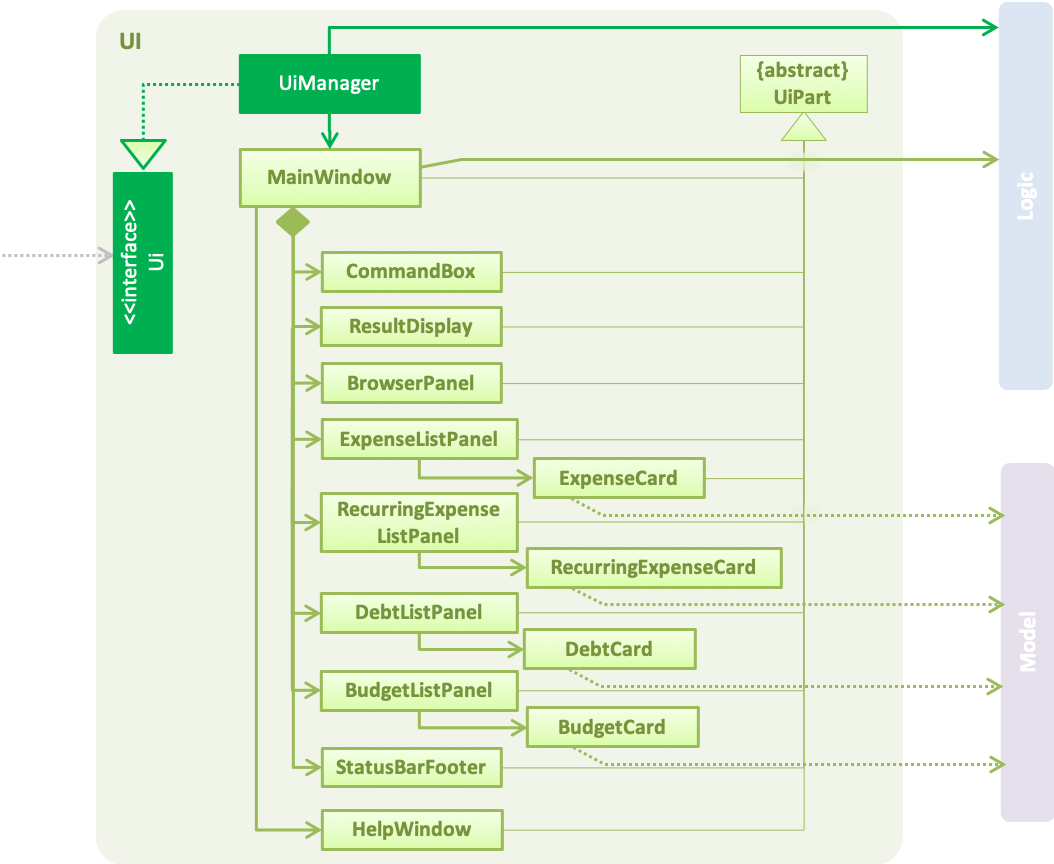 UI
UiManager
{abstract}
UiPart
MainWindow
Logic
<<interface>>
Ui
CommandBox
ResultDisplay
BrowserPanel
ExpenseListPanel
ExpenseCard
RecurringExpense
ListPanel
RecurringExpenseCard
DebtListPanel
DebtCard
Model
BudgetListPanel
BudgetCard
StatusBarFooter
HelpWindow